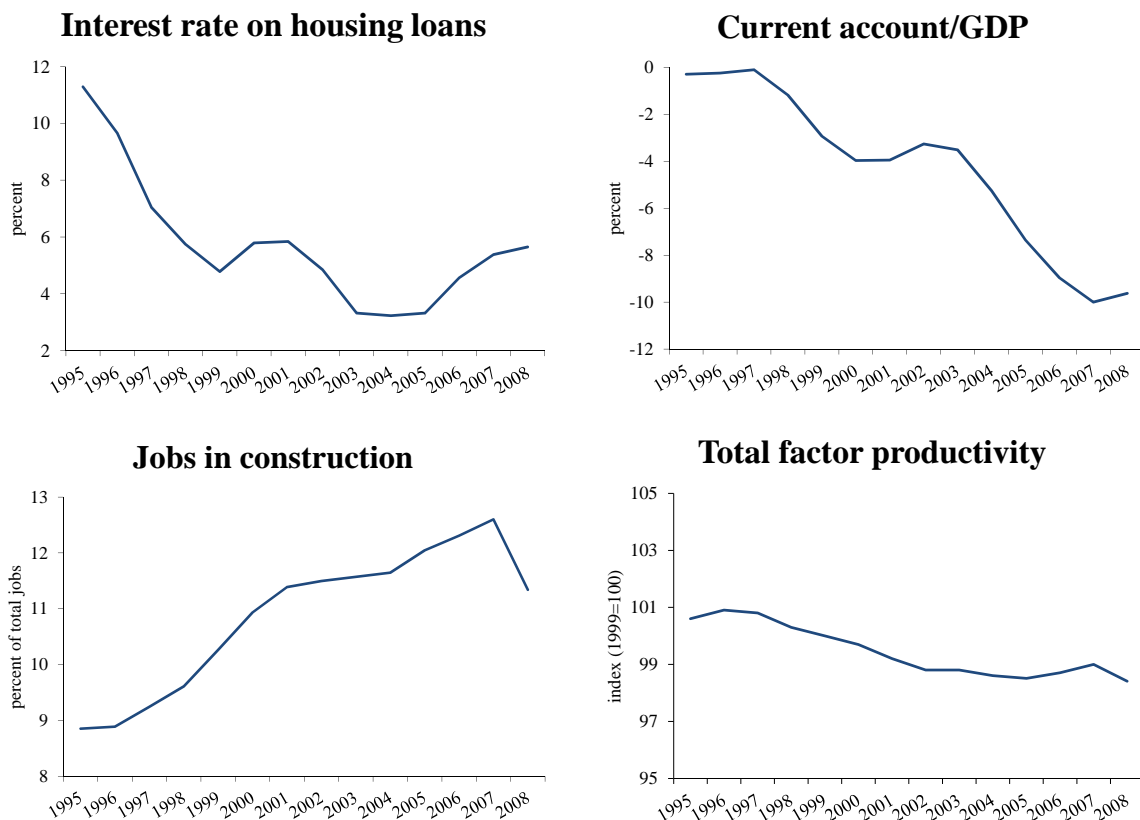 Interest rate on housing loans
12
10
8
6
4
2
percent
1995 1996 1997 1998 1999 2000 2001 2002 2003 2004 2005 2006 2007 2008
Current account/GDP
0
-2
-4
-6
-8
-10
-12
percent
1995 1996 1997 1998 1999 2000 2001 2002 2003 2004 2005 2006 2007 2008
Jobs in construction
13
12
11
10
9
8
percent of total jobs
1995 1996 1997 1998 1999 2000 2001 2002 2003 2004 2005 2006 2007 2008
Total factor productivity
105
103
101
99
97
95
index (1999=100)
1995 1996 1997 1998 1999 2000 2001 2002 2003 2004 2005 2006 2007 2008